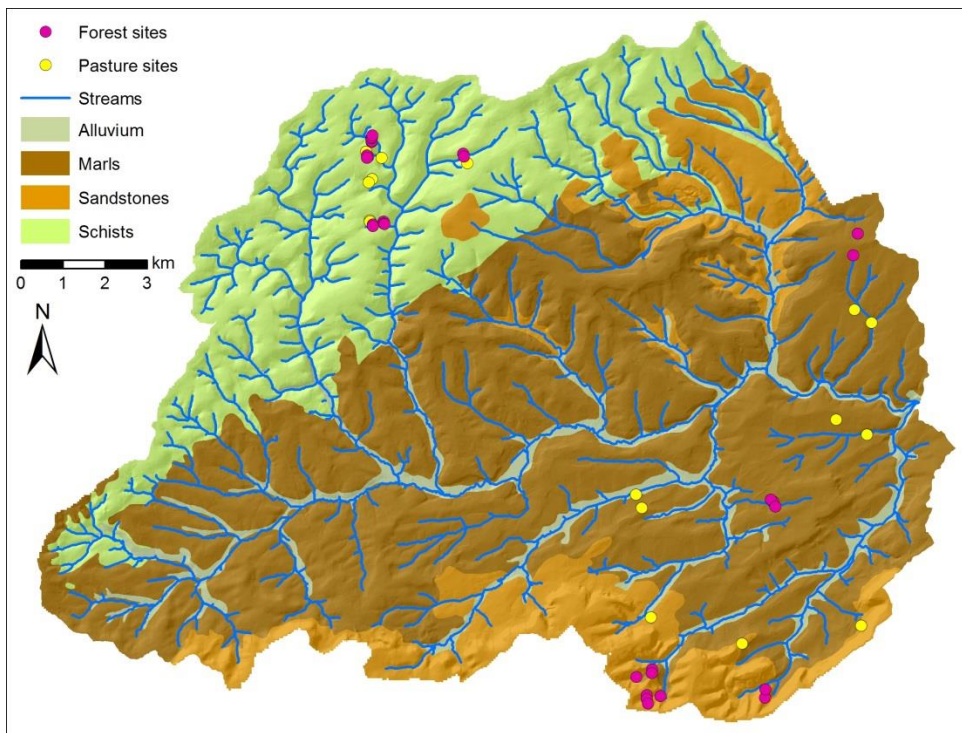 Forest sites
Pasture sites
Streams
Alluvium
Marls
Sandstones
Schists
km
0 1 2 3
N